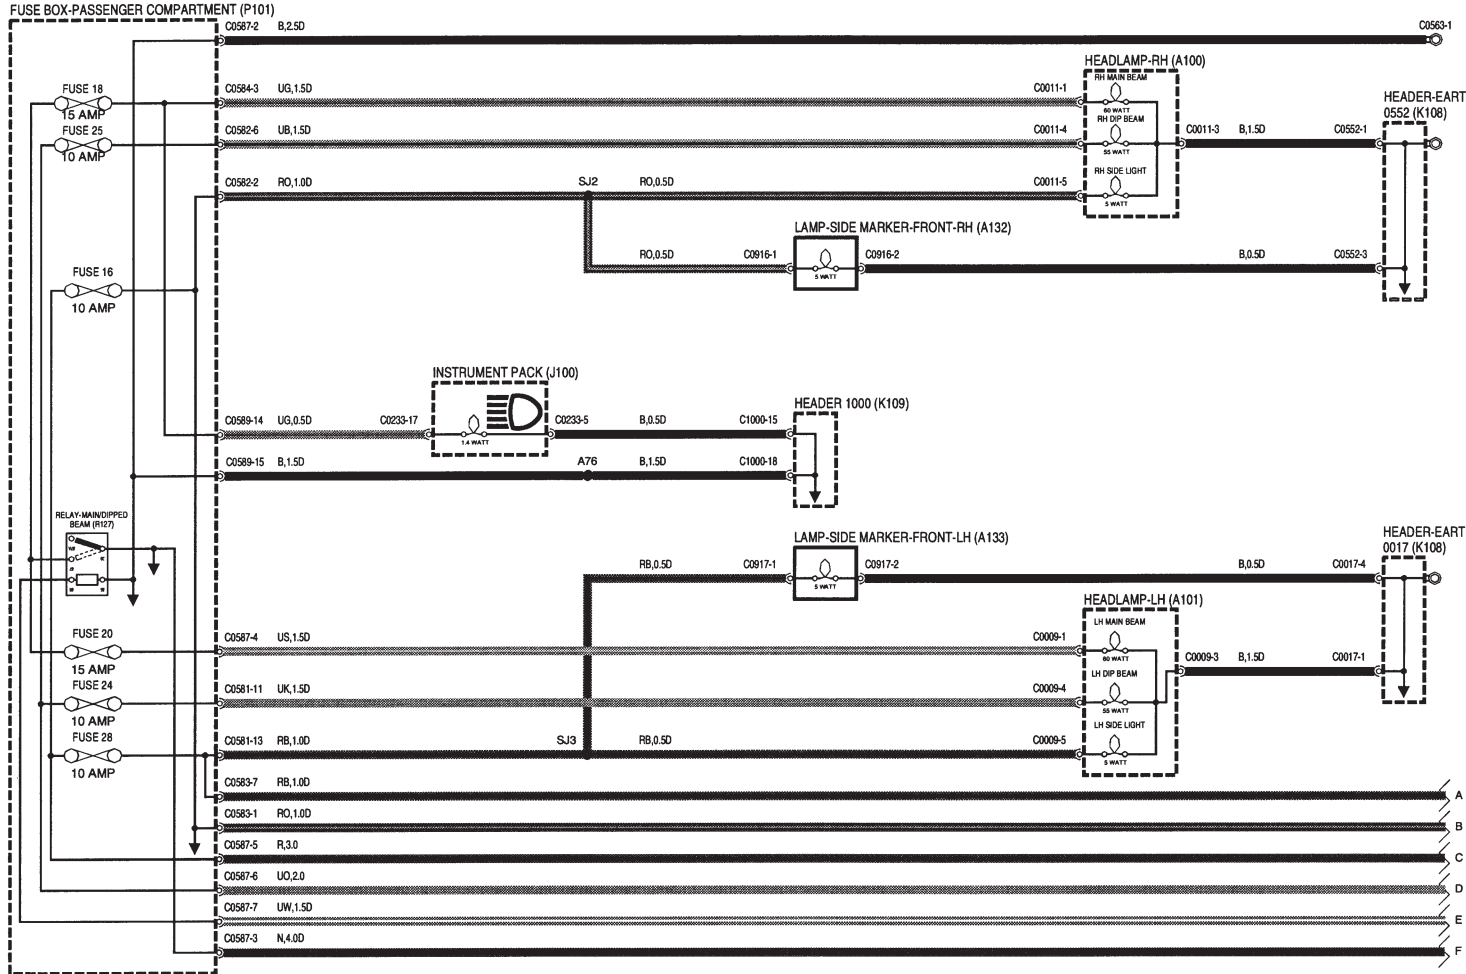 FUSE BOX-PASSENGER COMPARTMENT (P101)
C0587-2 B,2.5D C0563-1
HEADLAMP-RH (A100)
RH MAIN BEAM
FUSE 18
15 AMP
C0584-3 UG,1.5D C0011-1
60 WATT
HEADER-EART
0552 (K108)
FUSE 25
10 AMP
C0582-6 UB,1.5D C0011-4
RH DIP BEAM
55 WATT
C0011-3 B,1.5D C0552-1
RH SIDE LIGHT
C0582-2 RO,1.0D SJ2 RO,0.5D C0011-5
5 WATT
LAMP-SIDE MARKER-FRONT-RH (A132)
RO,0.5D C0916-1 C0916-2 B,0.5D C0552-3
5 WATT
FUSE 16
10 AMP
INSTRUMENT PACK (J100)
HEADER 1000 (K109)
C0589-14 UG,0.5D C0233-17 C0233-5 B,0.5D C1000-15
1.4 WATT
C0589-15 B,1.5D A76 B,1.5D C1000-18
RELAY-MAIN/DIPPED
BEAM (R127)
LAMP-SIDE MARKER-FRONT-LH (A133)
HEADER-EART
0017 (K108)
RB,0.5D C0917-1 C0917-2 B,0.5D C0017-4
5 WATT
HEADLAMP-LH (A101)
LH MAIN BEAM
FUSE 20
15 AMP
C0587-4 US,1.5D C0009-1
60 WATT
C0009-3 B,1.5D C0017-1
LH DIP BEAM
FUSE 24
10 AMP
C0581-11 UK,1.5D C0009-4
55 WATT
LH SIDE LIGHT
FUSE 28
10 AMP
C0581-13 RB,1.0D SJ3 RB,0.5D C0009-5
5 WATT
C0583-7 RB,1.0D A
C0583-1 RO,1.0D B
C0587-5 R,3.0 C
C0587-6 UO,2.0 D
C0587-7 UW,1.5D E
C0587-3 N,4.0D F